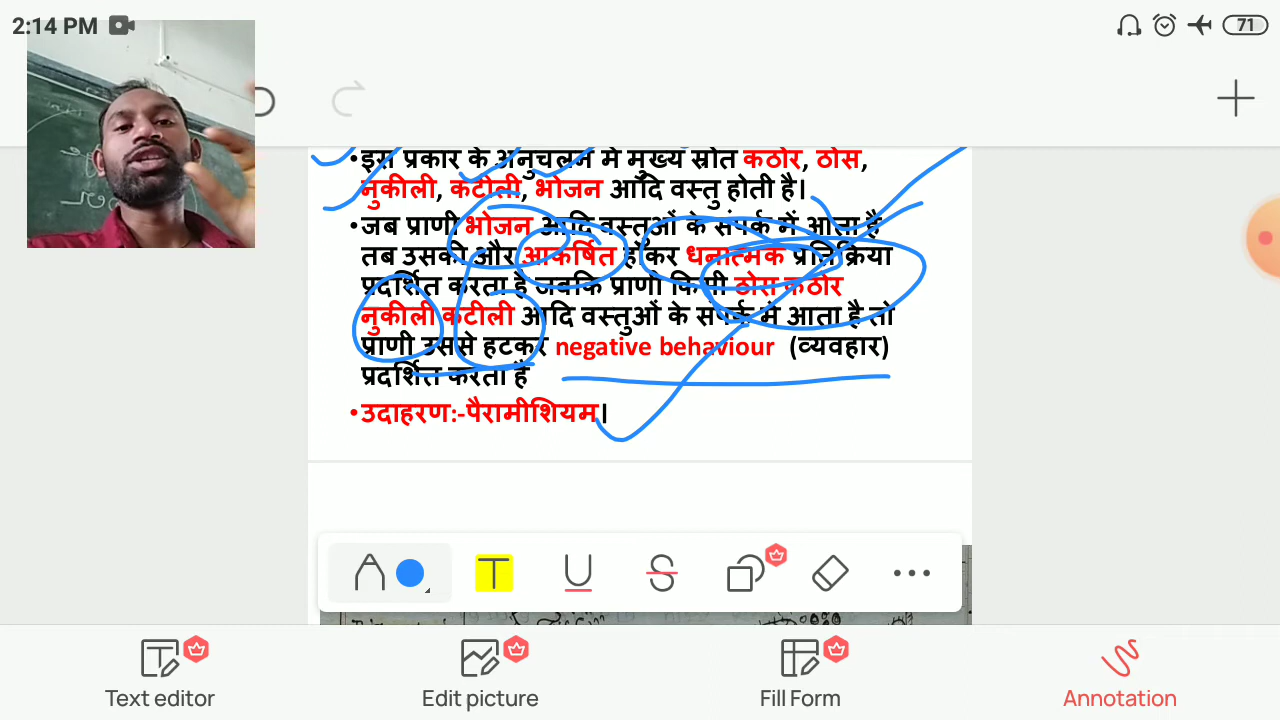 2:14 PM
71
•इस प्रकार के अनुचलन में मुख्य स्रोत कठोर, ठोस,
नुकीली, कटीली, भोजन आदि वस्तु होती है।
•जब प्राणी भोजन आदि वस्तुओं के संपर्क में आता है
तब उसकी और आकर्षित होकर धनात्मक प्रतिक्रिया
प्रदर्शित करता है जबकि प्राणी किसी ठोस कठोर
नुकीली कटीली आदि वस्तुओं के संपर्क में आता है तो
प्राणी उससे हटकर negative behaviour (व्यवहार)
प्रदर्शित करता है
•उदाहरण:-पैरामीशियम।
Text editor
Edit picture
Fill Form
Annotation